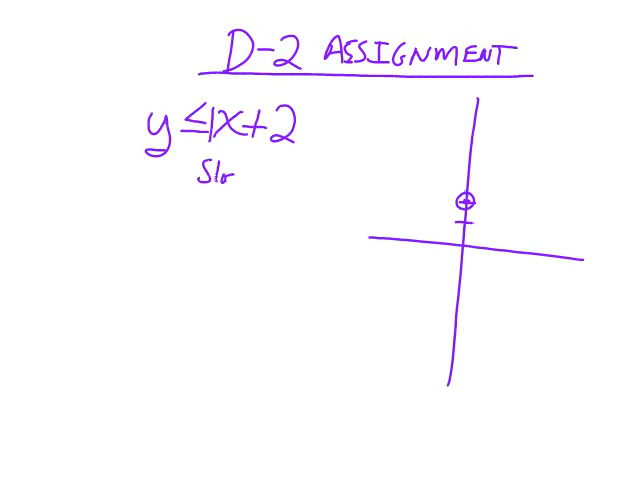 D-2 ASSIGNMENT
y ≤ 1x + 2
Slo